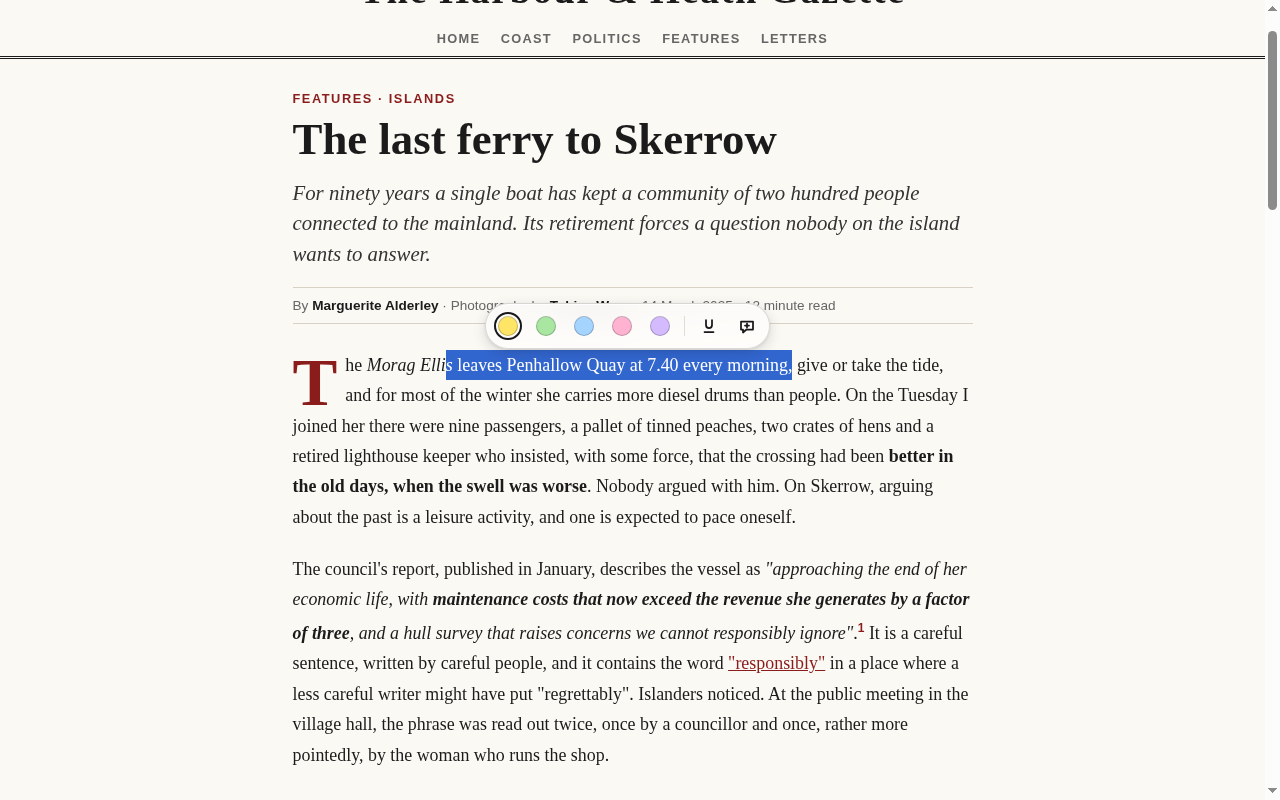 The Harbour & Heath Gazette
HOME COAST POLITICS FEATURES LETTERS
FEATURES · ISLANDS
The last ferry to Skerrow
For ninety years a single boat has kept a community of two hundred people
connected to the mainland. Its retirement forces a question nobody on the island
wants to answer.
By Marguerite Alderley · minute read
The Morag Ellis leaves Penhallow Quay at 7.40 every morning, give or take the tide,
and for most of the winter she carries more diesel drums than people. On the Tuesday I
joined her there were nine passengers, a pallet of tinned peaches, two crates of hens and a
retired lighthouse keeper who insisted, with some force, that the crossing had been better in
the old days, when the swell was worse. Nobody argued with him. On Skerrow, arguing
about the past is a leisure activity, and one is expected to pace oneself.
The council's report, published in January, describes the vessel as "approaching the end of her
economic life, with maintenance costs that now exceed the revenue she generates by a factor
of three, and a hull survey that raises concerns we cannot responsibly ignore".1 It is a careful
sentence, written by careful people, and it contains the word "responsibly" in a place where a
less careful writer might have put "regrettably". Islanders noticed. At the public meeting in the
village hall, the phrase was read out twice, once by a councillor and once, rather more
pointedly, by the woman who runs the shop.